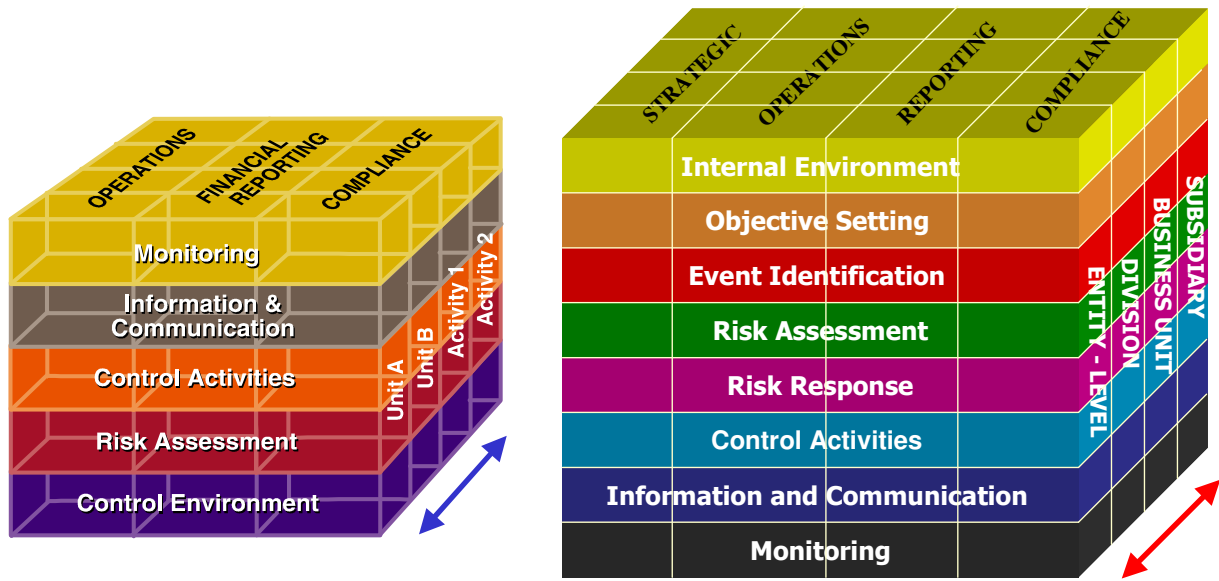 OPERATIONS
FINANCIAL
REPORTING
COMPLIANCE
Monitoring
Information &
Communication
Control Activities
Risk Assessment
Control Environment
Unit A
Unit B
Activity 1
Activity 2
STRATEGIC
OPERATIONS
REPORTING
COMPLIANCE
Internal Environment
Objective Setting
Event Identification
Risk Assessment
Risk Response
Control Activities
Information and Communication
Monitoring
ENTITY - LEVEL
DIVISION
BUSINESS UNIT
SUBSIDIARY